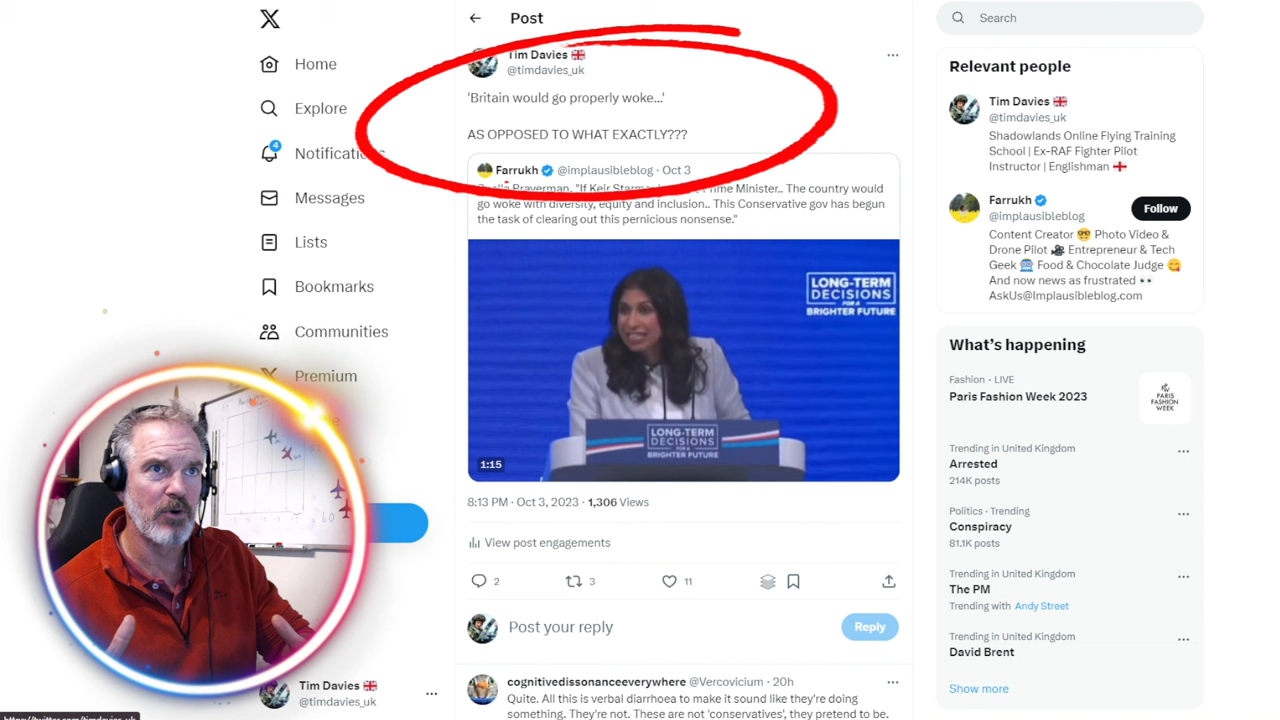 Post
Search
Home
Explore
4
Notificati
Messages
Lists
Bookmarks
Communities
Premium
Tim Davies 🇬🇧
@timdavies_uk
Tim Davies 🇬🇧
@timdavies_uk
'Britain would go properly woke...'
AS OPPOSED TO WHAT EXACTLY???
Farrukh @implausibleblog · Oct 3
Braverman, "If Keir Minister.. The country would
go woke with diversity, equity and inclusion.. This Conservative gov has begun
the task of clearing out this pernicious nonsense."
LONG-TERM
DECISIONS
FOR A
BRIGHTER FUTURE
LONG-TERM
DECISIONS
FOR A
BRIGHTER FUTURE
1:15
8:13 PM · Oct 3, 2023 · 1,306 Views
View post engagements
2 3 11
Post your reply
Reply
cognitivedissonanceeverywhere @Vercovicium · 20h
Quite. All this is verbal diarrhoea to make it sound like they're doing
something. They're not. These are not 'conservatives', they pretend to be.
Relevant people
Tim Davies 🇬🇧
@timdavies_uk
Shadowlands Online Flying Training
School | Ex-RAF Fighter Pilot
Instructor | Englishman 🏴󠁧󠁢󠁥󠁮󠁧󠁿
Farrukh
@implausibleblog
Follow
Content Creator 🤓 Photo Video &
Drone Pilot 🎥 Entrepreneur & Tech
Geek 🤖 Food & Chocolate Judge 😋
And now news as frustrated 👀
AskUs@Implausibleblog.com
What's happening
Fashion · LIVE
Paris Fashion Week 2023
PARIS
FASHION
WEEK
Trending in United Kingdom
Arrested
214K posts
Politics · Trending
Conspiracy
81.1K posts
Trending in United Kingdom
The PM
Trending with Andy Street
Trending in United Kingdom
David Brent
Show more